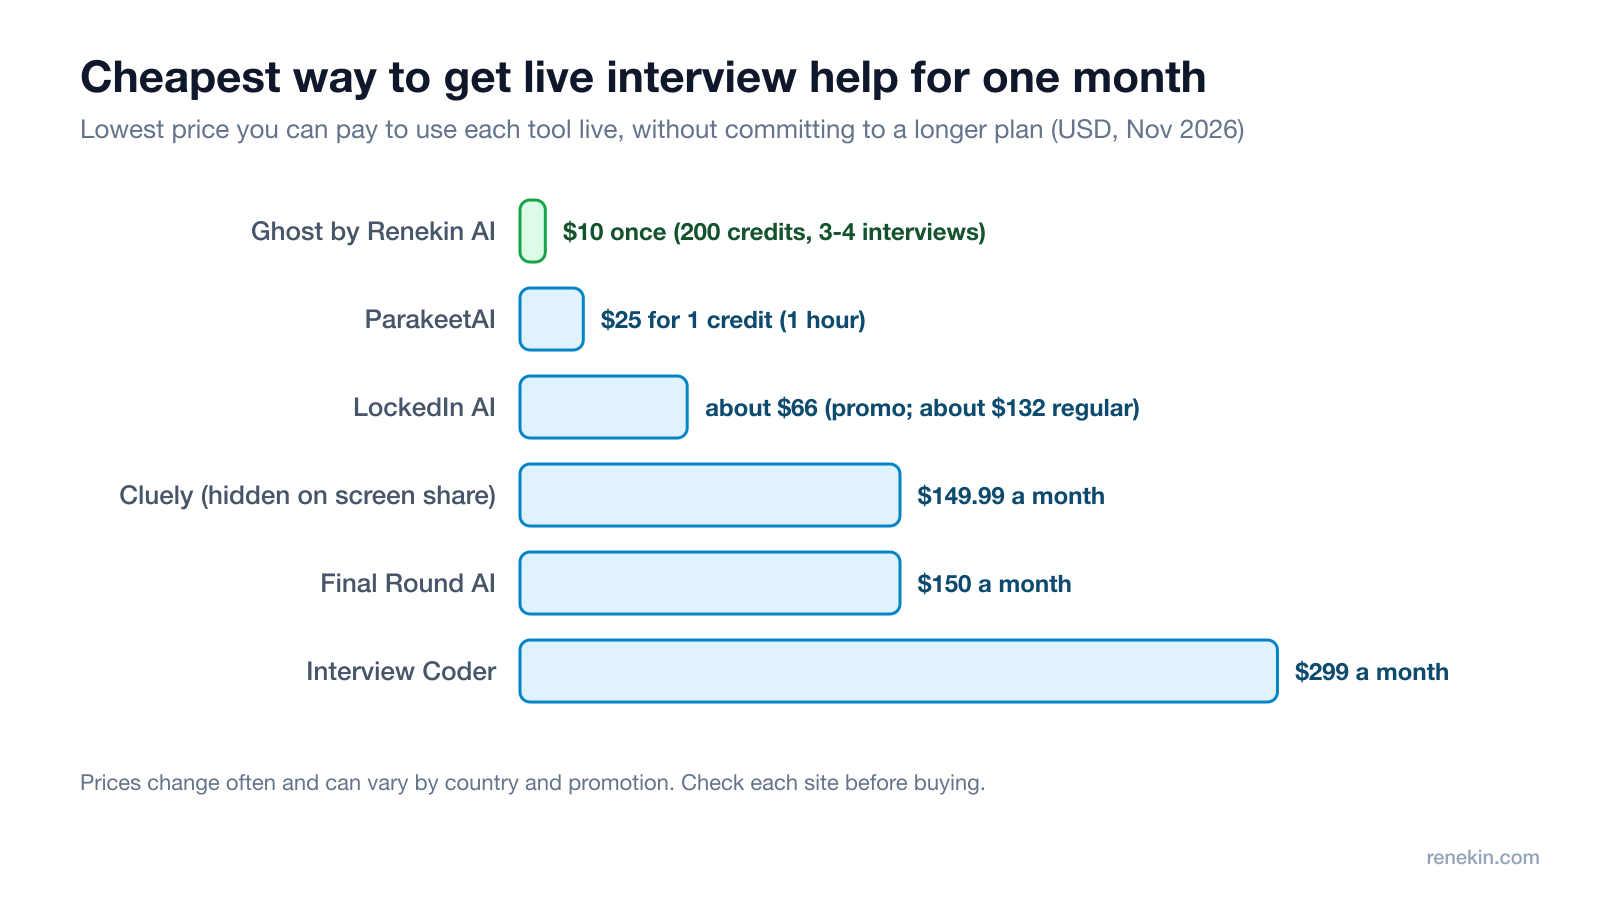 Cheapest way to get live interview help for one month
Lowest price you can pay to use each tool live, without committing to a longer plan (USD, Nov 2026)
Ghost by Renekin AI $10 once (200 credits, 3-4 interviews)
ParakeetAI $25 for 1 credit (1 hour)
LockedIn AI about $66 (promo; about $132 regular)
Cluely (hidden on screen share) $149.99 a month
Final Round AI $150 a month
Interview Coder $299 a month
Prices change often and can vary by country and promotion. Check each site before buying.
renekin.com